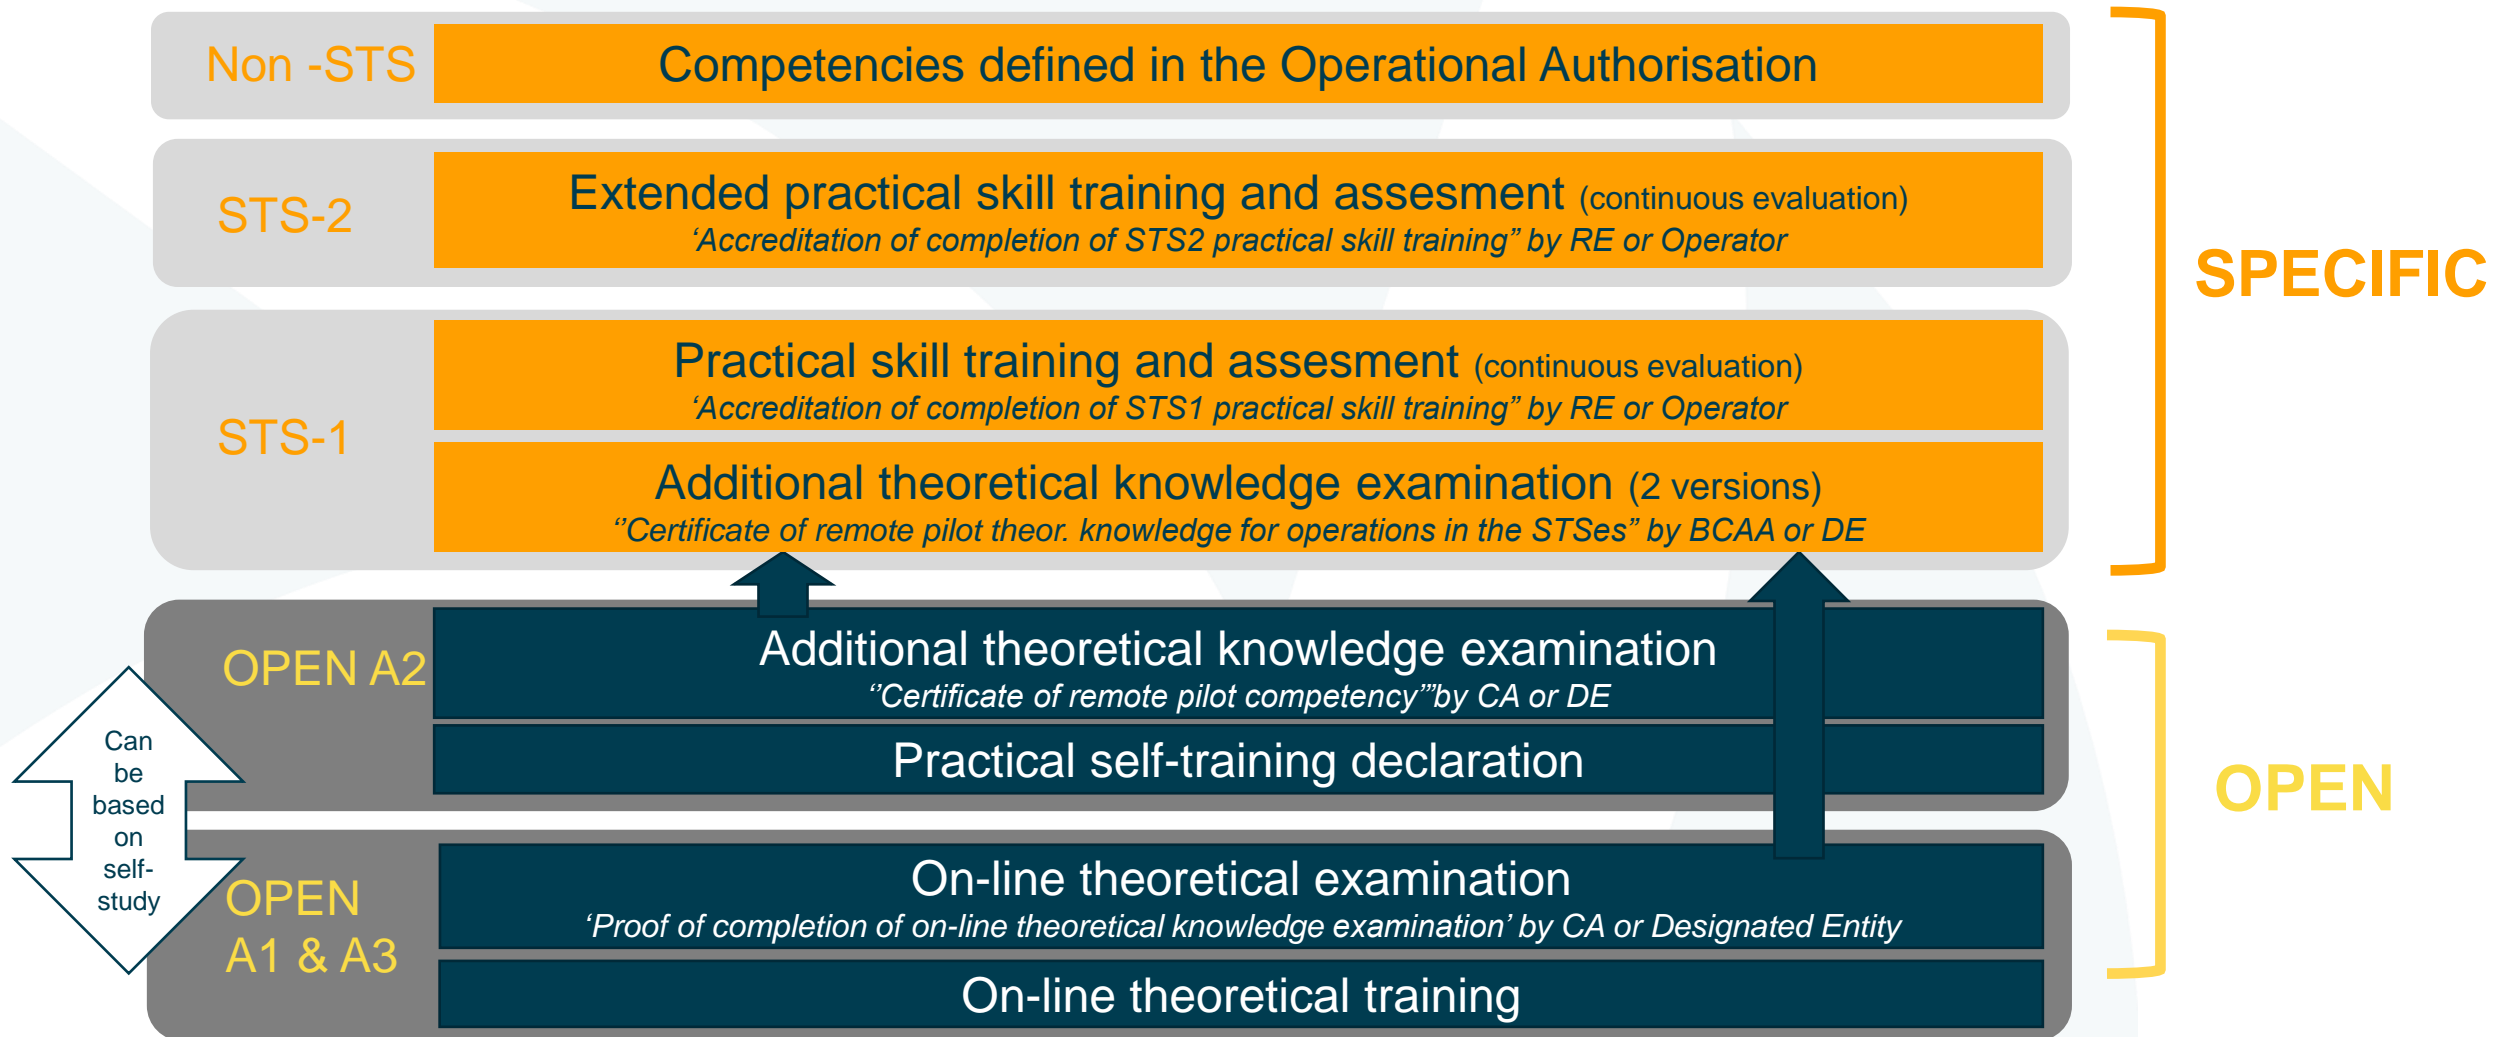 Non -STS
Competencies defined in the Operational Authorisation
STS-2
Extended practical skill training and assesment (continuous evaluation)
‘Accreditation of completion of STS2 practical skill training” by RE or Operator
SPECIFIC
STS-1
Practical skill training and assesment (continuous evaluation)
‘Accreditation of completion of STS1 practical skill training” by RE or Operator
Additional theoretical knowledge examination (2 versions)
‘’Certificate of remote pilot theor. knowledge for operations in the STSes” by BCAA or DE
OPEN A2
Additional theoretical knowledge examination
‘’Certificate of remote pilot competency’”by CA or DE
Practical self-training declaration
OPEN
Can
be
based
on
self-
study
OPEN
A1 & A3
On-line theoretical examination
‘Proof of completion of on-line theoretical knowledge examination’ by CA or Designated Entity
On-line theoretical training